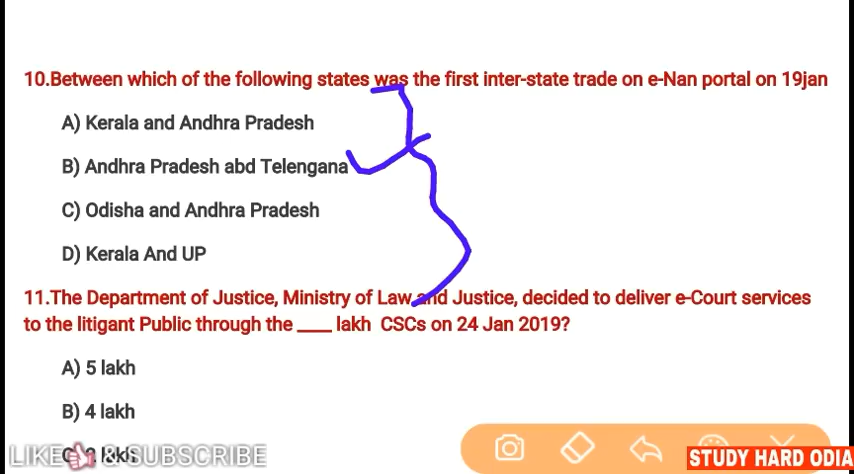 10.Between which of the following states was the first inter-state trade on e-Nan portal on 19jan
A) Kerala and Andhra Pradesh
B) Andhra Pradesh abd Telengana
C) Odisha and Andhra Pradesh
D) Kerala And UP
11.The Department of Justice, Ministry of Law and Justice, decided to deliver e-Court services
to the litigant Public through the ____ lakh CSCs on 24 Jan 2019?
A) 5 lakh
B) 4 lakh
LIKE & SUBSCRIBE
STUDY HARD ODIA